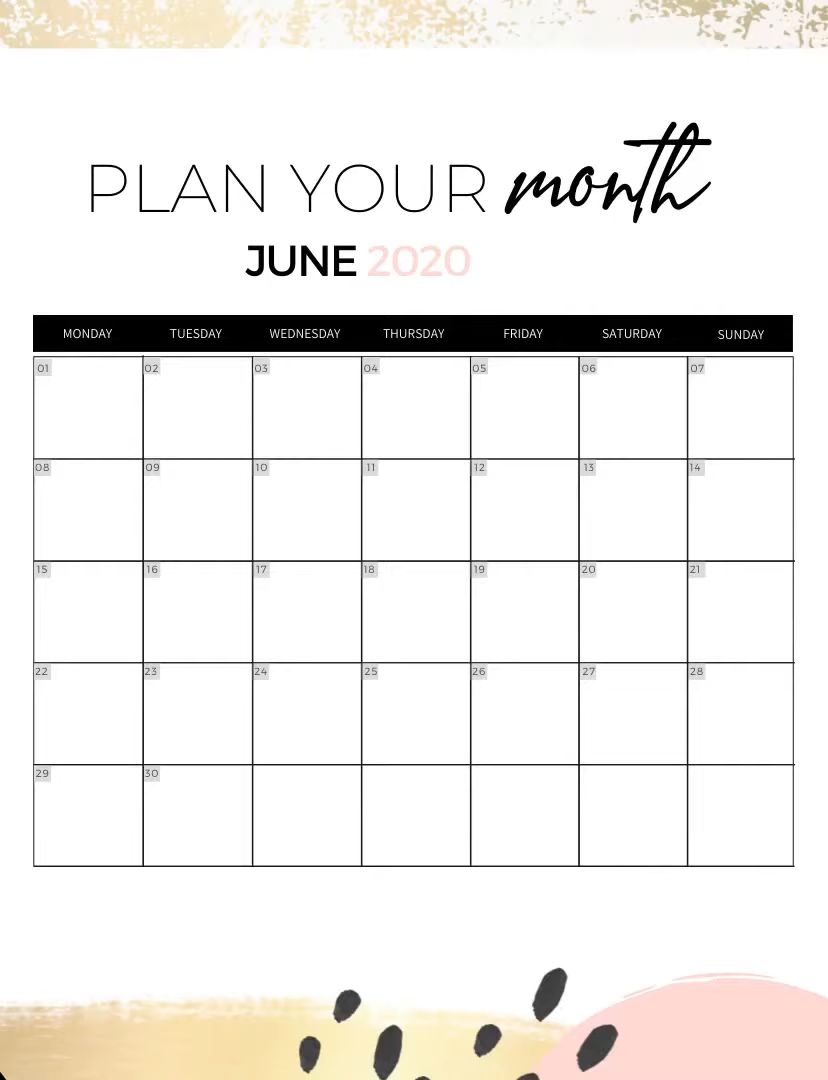 PLAN YOUR month
JUNE 2020
MONDAY TUESDAY WEDNESDAY THURSDAY FRIDAY SATURDAY SUNDAY
01 02 03 04 05 06 07
08 09 10 11 12 13 14
15 16 17 18 19 20 21
22 23 24 25 26 27 28
29 30